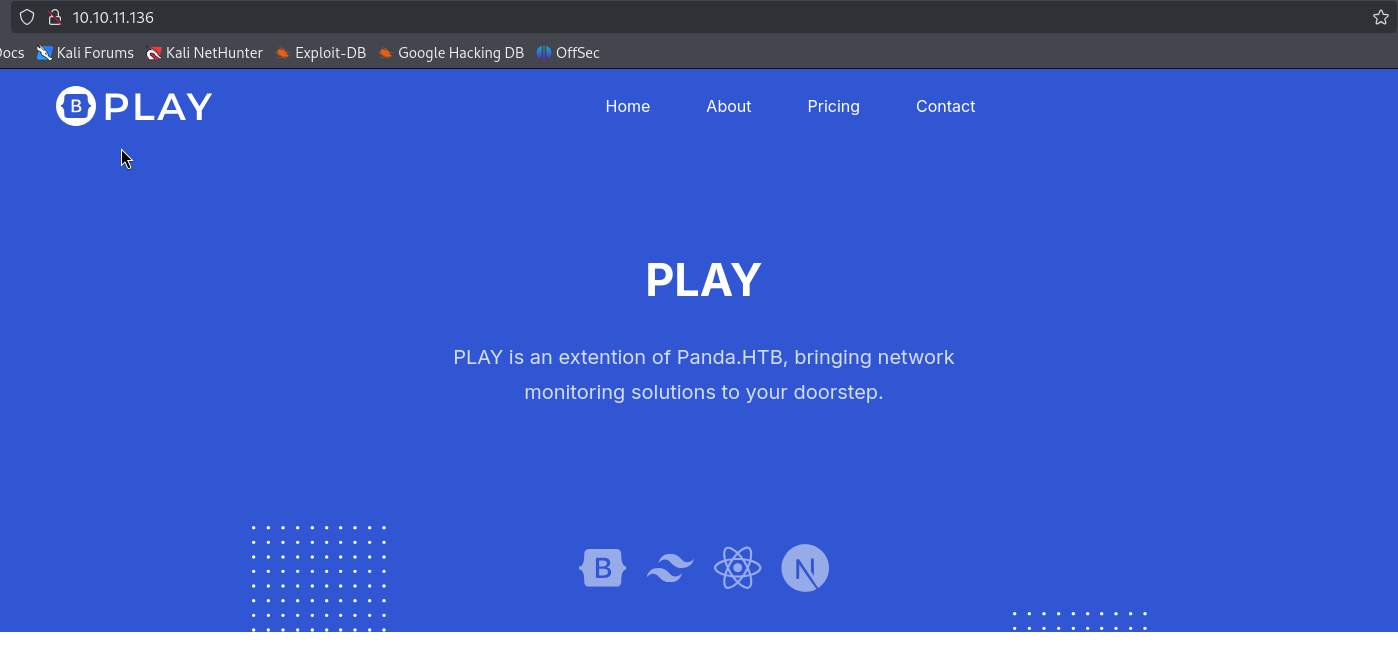 10.10.11.136
Docs Kali Forums Kali NetHunter Exploit-DB Google Hacking DB OffSec
B PLAY Home About Pricing Contact
PLAY
PLAY is an extention of Panda.HTB, bringing network
monitoring solutions to your doorstep.
B N